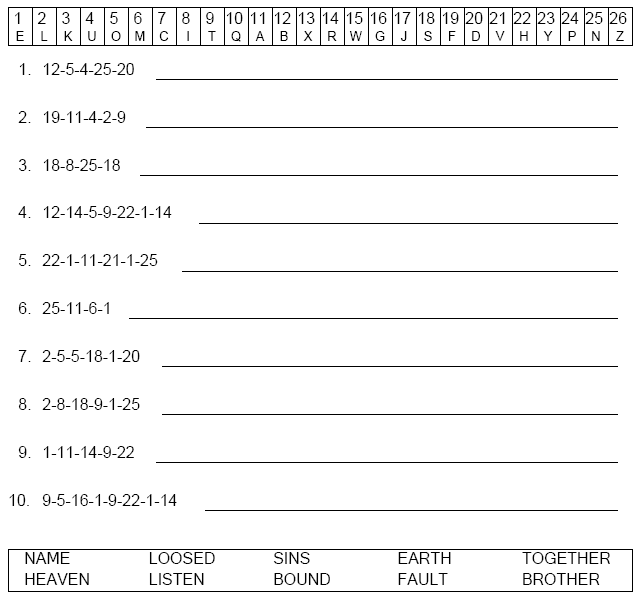 1 2 3 4 5 6 7 8 9 10 11 12 13 14 15 16 17 18 19 20 21 22 23 24 25 26
E L K U O M C I T Q A B X R W G J S F D V H Y P N Z
1. 12-5-4-25-20
2. 19-11-4-2-9
3. 18-8-25-18
4. 12-14-5-9-22-1-14
5. 22-1-11-21-1-25
6. 25-11-6-1
7. 2-5-5-18-1-20
8. 2-8-18-9-1-25
9. 1-11-14-9-22
10. 9-5-16-1-9-22-1-14
NAME LOOSED SINS EARTH TOGETHER
HEAVEN LISTEN BOUND FAULT BROTHER